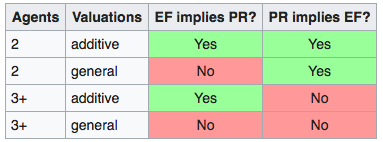 Agents Valuations EF implies PR? PR implies EF?
2 additive Yes Yes
2 general No Yes
3+ additive Yes No
3+ general No No